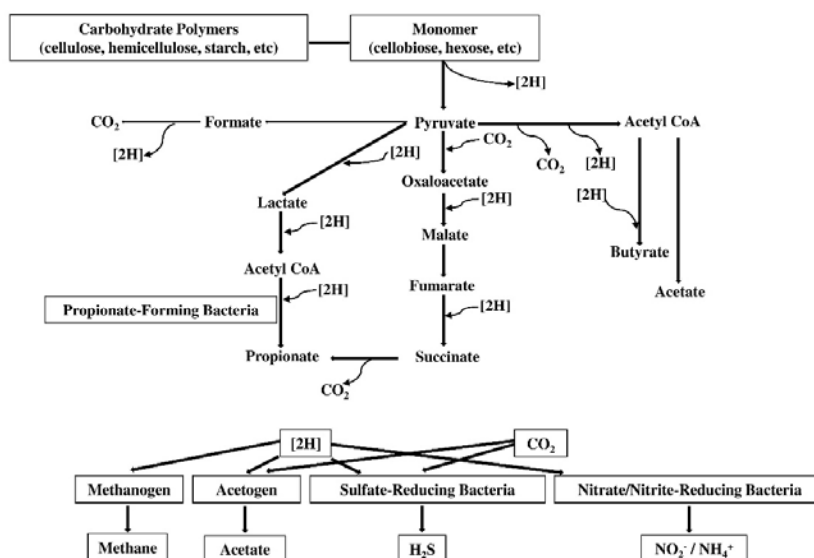 Carbohydrate Polymers
(cellulose, hemicellulose, starch, etc)
Monomer
(cellobiose, hexose, etc)
[2H]
CO₂
Formate
Pyruvate
Acetyl CoA
[2H]
[2H]
CO₂
CO₂
[2H]
Oxaloacetate
[2H]
Lactate
[2H]
[2H]
Malate
Butyrate
Acetyl CoA
[2H]
Fumarate
Acetate
Propionate-Forming Bacteria
[2H]
Propionate
Succinate
CO₂
[2H]
CO₂
Methanogen
Acetogen
Sulfate-Reducing Bacteria
Nitrate/Nitrite-Reducing Bacteria
Methane
Acetate
H₂S
NO₂⁻ / NH₄⁺